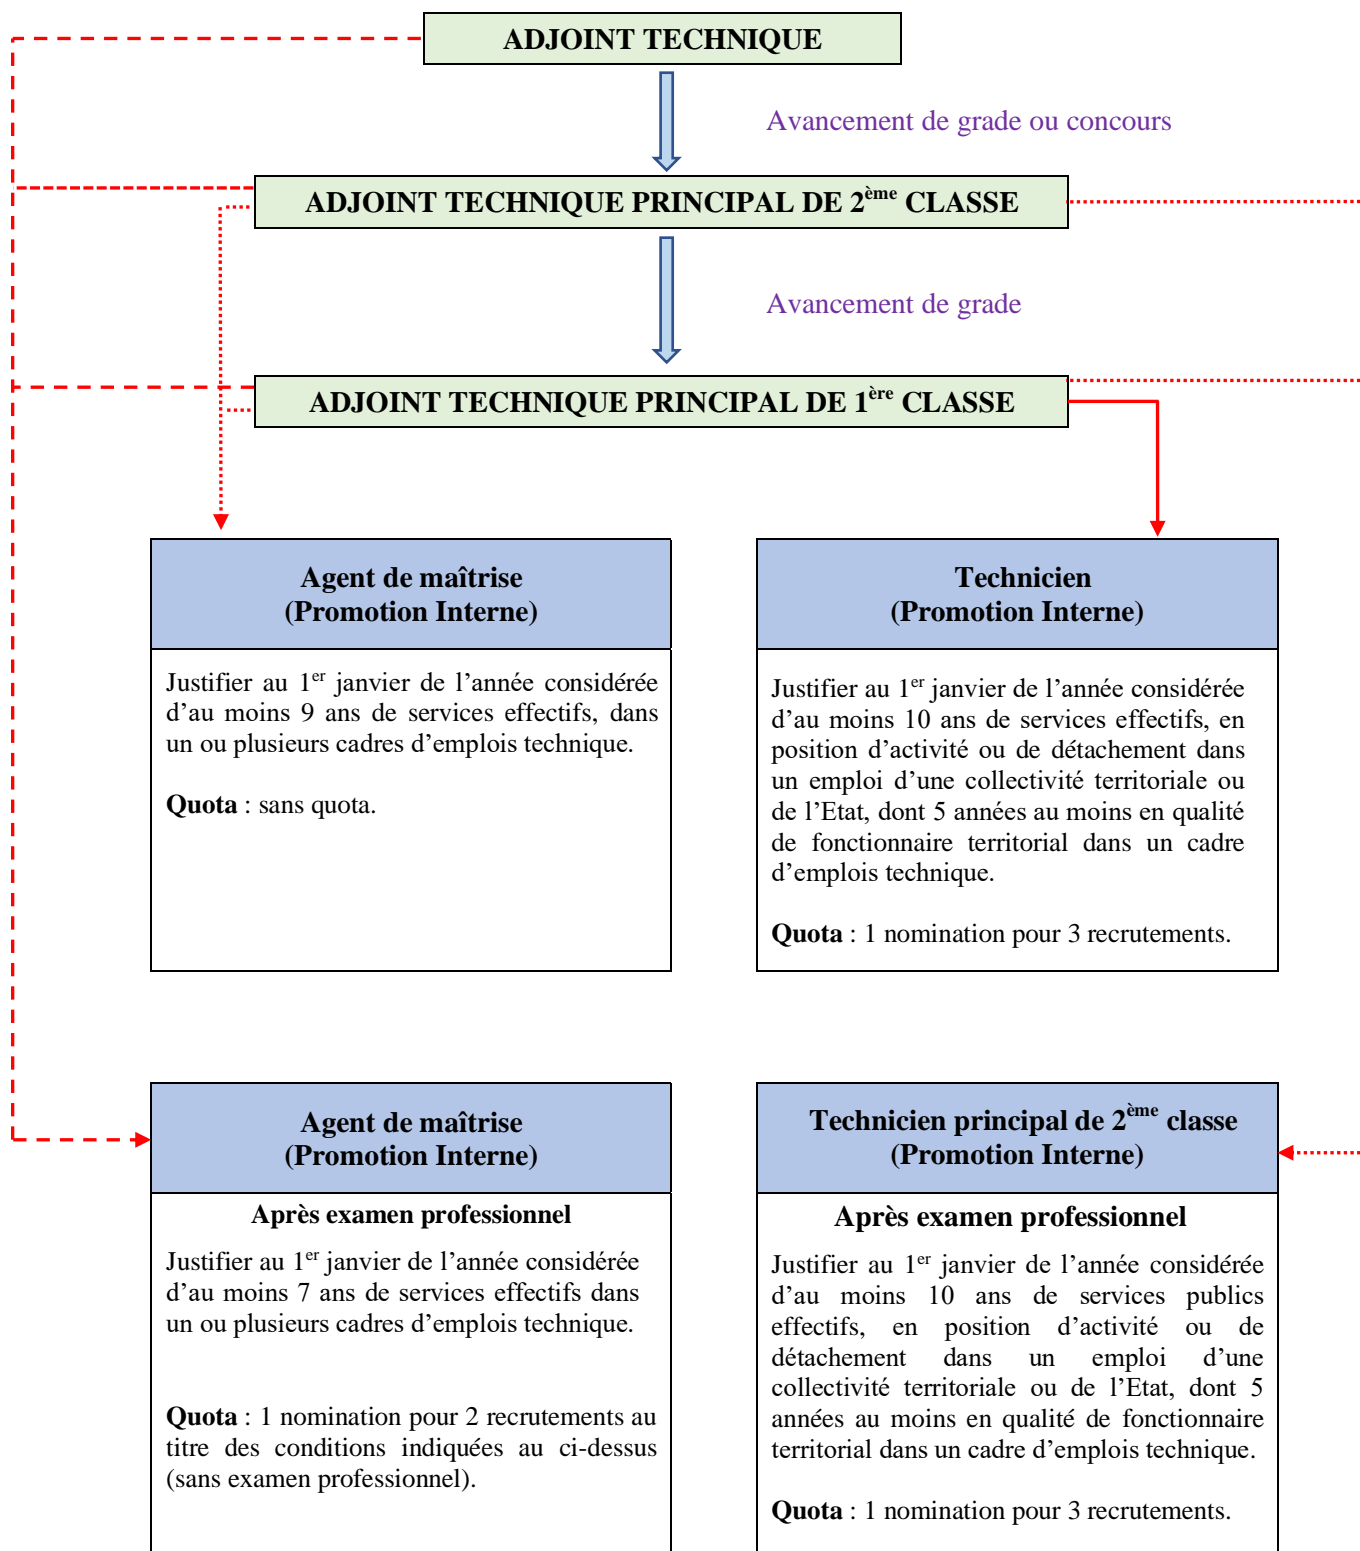 ADJOINT TECHNIQUE
Avancement de grade ou concours
ADJOINT TECHNIQUE PRINCIPAL DE 2ème CLASSE
Avancement de grade
ADJOINT TECHNIQUE PRINCIPAL DE 1ère CLASSE
Agent de maîtrise
(Promotion Interne)
Justifier au 1er janvier de l’année considérée
d’au moins 9 ans de services effectifs, dans
un ou plusieurs cadres d’emplois technique.
Quota : sans quota.
Technicien
(Promotion Interne)
Justifier au 1er janvier de l’année considérée
d’au moins 10 ans de services effectifs, en
position d’activité ou de détachement dans
un emploi d’une collectivité territoriale ou
de l’Etat, dont 5 années au moins en qualité
de fonctionnaire territorial dans un cadre
d’emplois technique.
Quota : 1 nomination pour 3 recrutements.
Agent de maîtrise
(Promotion Interne)
Après examen professionnel
Justifier au 1er janvier de l’année considérée
d’au moins 7 ans de services effectifs dans
un ou plusieurs cadres d’emplois technique.
Quota : 1 nomination pour 2 recrutements au
titre des conditions indiquées au ci-dessus
(sans examen professionnel).
Technicien principal de 2ème classe
(Promotion Interne)
Après examen professionnel
Justifier au 1er janvier de l’année considérée
d’au moins 10 ans de services publics
effectifs, en position d’activité ou de
détachement dans un emploi d’une
collectivité territoriale ou de l’Etat, dont 5
années au moins en qualité de fonctionnaire
territorial dans un cadre d’emplois technique.
Quota : 1 nomination pour 3 recrutements.